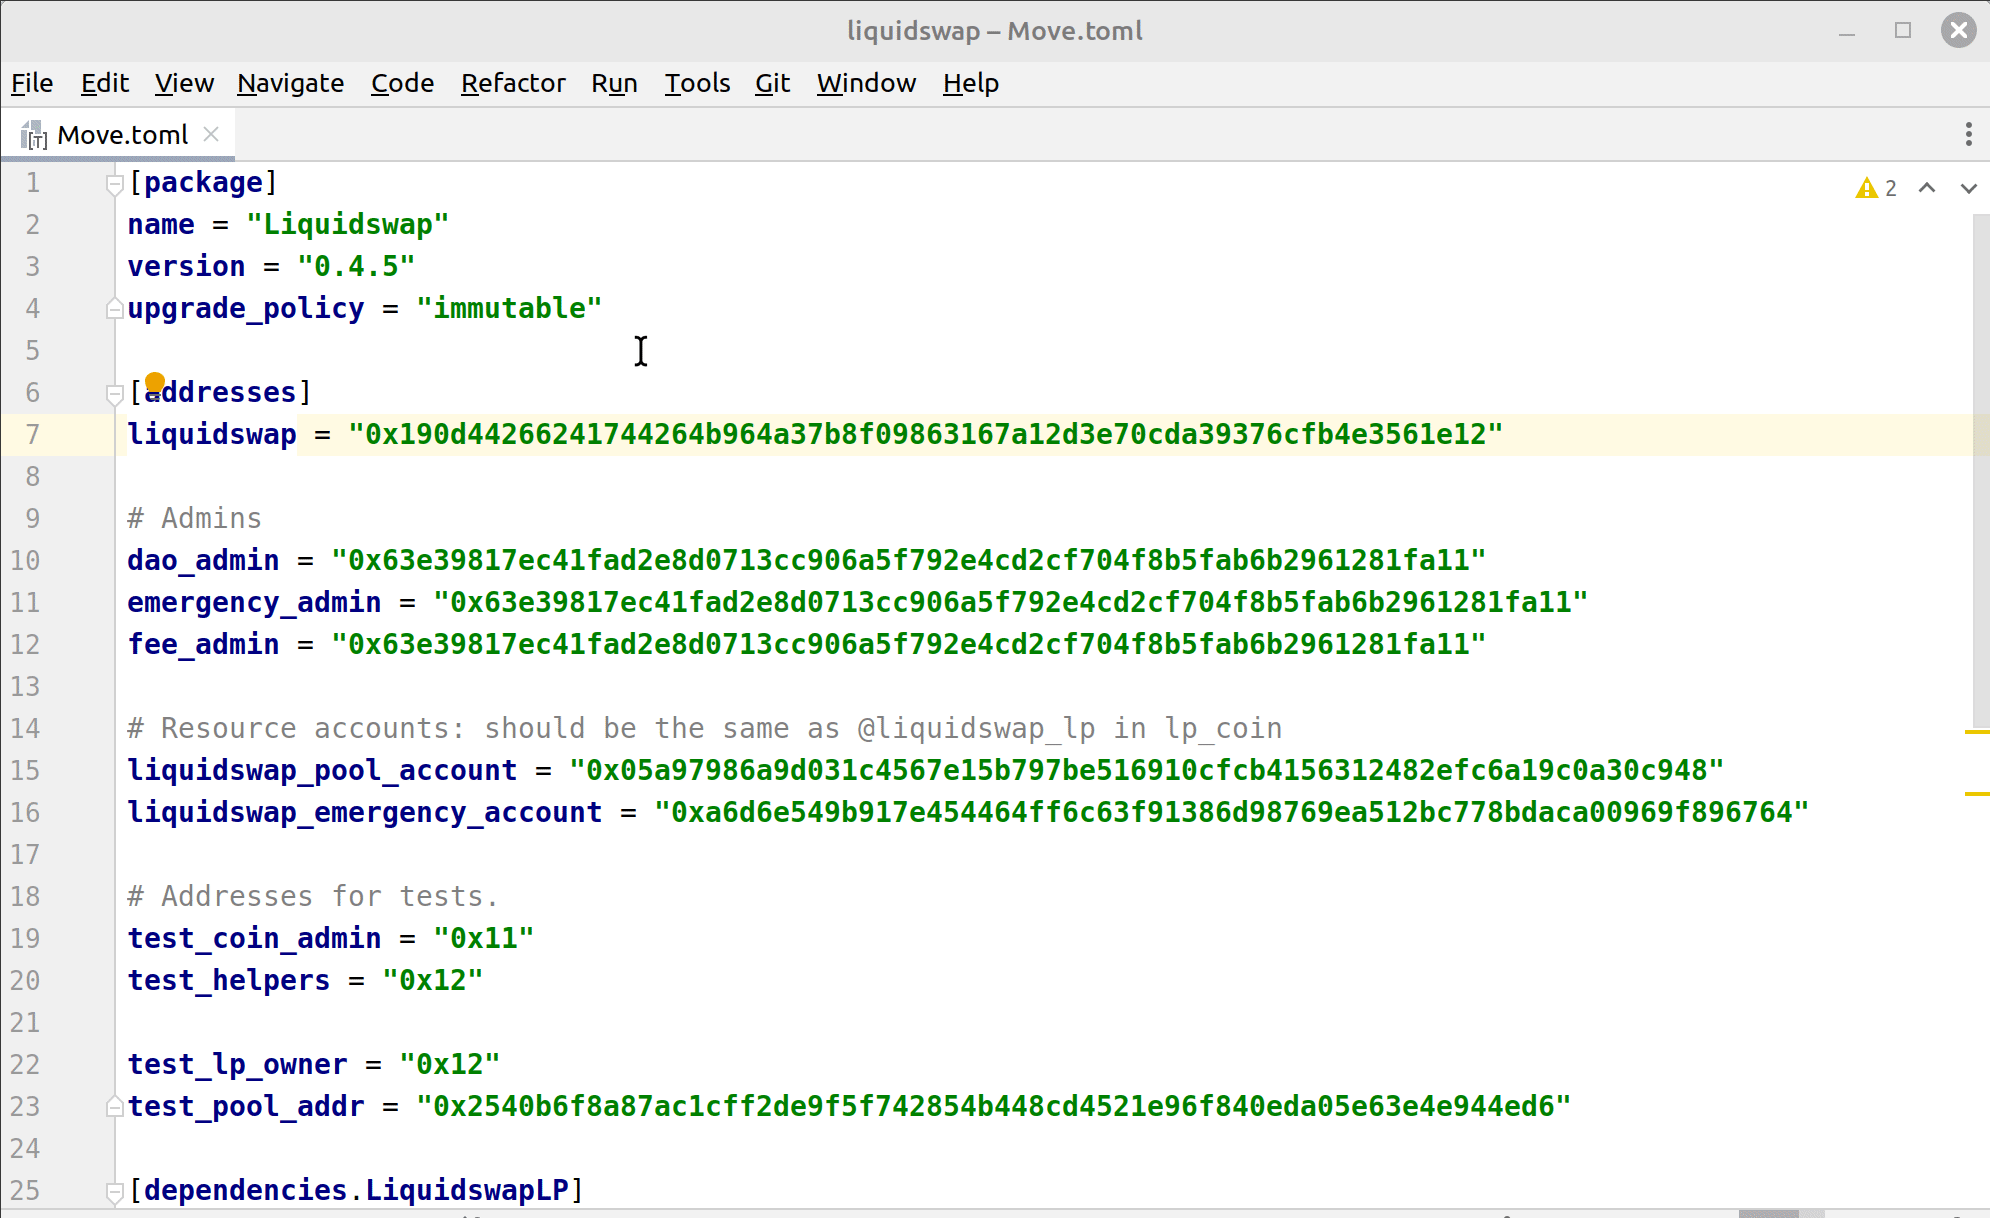 liquidswap – Move.toml
File Edit View Navigate Code Refactor Run Tools Git Window Help
Move.toml
2
1 [package]
2 name = "Liquidswap"
3 version = "0.4.5"
4 upgrade_policy = "immutable"
5
6 [addresses]
7 liquidswap = "0x190d44266241744264b964a37b8f09863167a12d3e70cda39376cfb4e3561e12"
8
9 # Admins
10 dao_admin = "0x63e39817ec41fad2e8d0713cc906a5f792e4cd2cf704f8b5fab6b2961281fa11"
11 emergency_admin = "0x63e39817ec41fad2e8d0713cc906a5f792e4cd2cf704f8b5fab6b2961281fa11"
12 fee_admin = "0x63e39817ec41fad2e8d0713cc906a5f792e4cd2cf704f8b5fab6b2961281fa11"
13
14 # Resource accounts: should be the same as @liquidswap_lp in lp_coin
15 liquidswap_pool_account = "0x05a97986a9d031c4567e15b797be516910cfcb4156312482efc6a19c0a30c948"
16 liquidswap_emergency_account = "0xa6d6e549b917e454464ff6c63f91386d98769ea512bc778bdaca00969f896764"
17
18 # Addresses for tests.
19 test_coin_admin = "0x11"
20 test_helpers = "0x12"
21
22 test_lp_owner = "0x12"
23 test_pool_addr = "0x2540b6f8a87ac1cff2de9f5f742854b448cd4521e96f840eda05e63e4e944ed6"
24
25 [dependencies.LiquidswapLP]